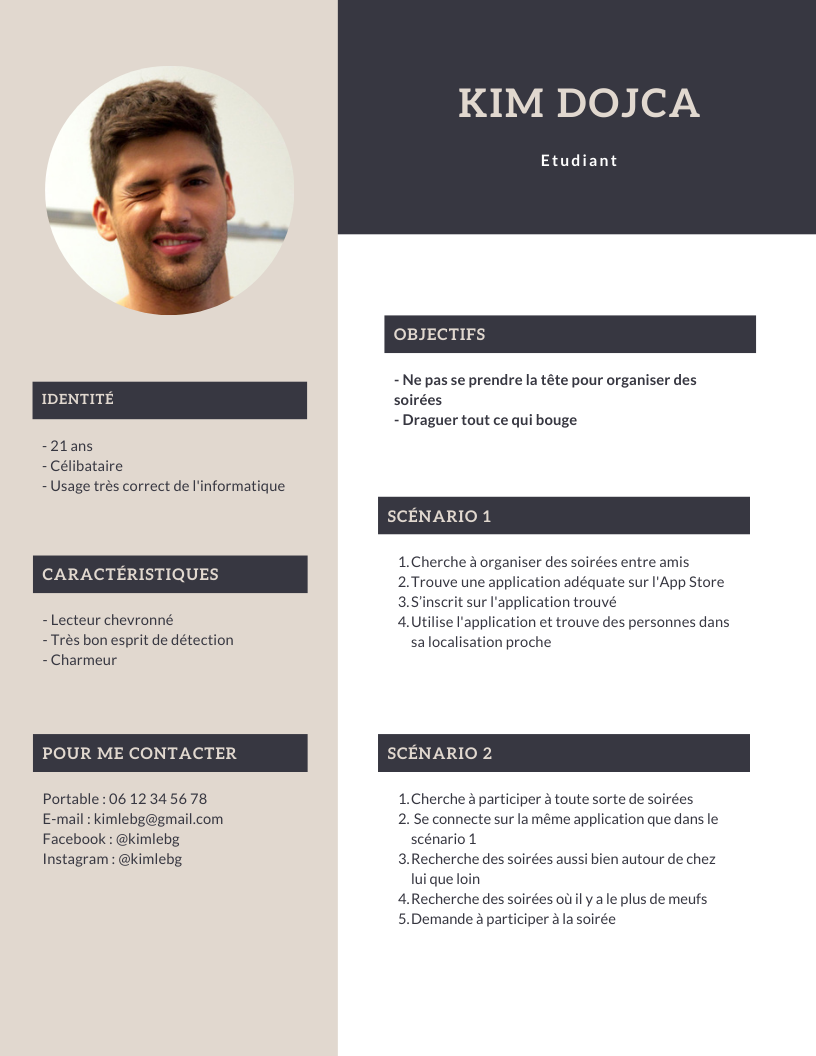 KIM DOJCA
Etudiant
IDENTITÉ
- 21 ans
- Célibataire
- Usage très correct de l'informatique
CARACTÉRISTIQUES
- Lecteur chevronné
- Très bon esprit de détection
- Charmeur
POUR ME CONTACTER
Portable : 06 12 34 56 78
E-mail : kimlebg@gmail.com
Facebook : @kimlebg
Instagram : @kimlebg
OBJECTIFS
- Ne pas se prendre la tête pour organiser des
soirées
- Draguer tout ce qui bouge
SCÉNARIO 1
1. Cherche à organiser des soirées entre amis
2. Trouve une application adéquate sur l'App Store
3. S'inscrit sur l'application trouvé
4. Utilise l'application et trouve des personnes dans
sa localisation proche
SCÉNARIO 2
1. Cherche à participer à toute sorte de soirées
2. Se connecte sur la même application que dans le
scénario 1
3. Recherche des soirées aussi bien autour de chez
lui que loin
4. Recherche des soirées où il y a le plus de meufs
5. Demande à participer à la soirée